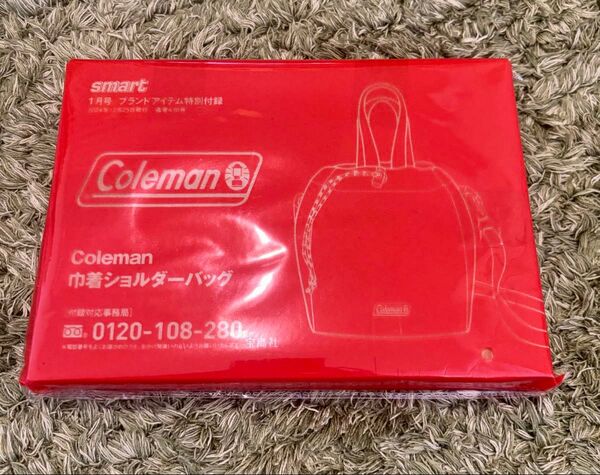 smart
1月号 ブランドアイテム特別付録
Coleman
Coleman
巾着ショルダーバッグ
[付録対応事務局]
0120-108-280
宝島社
Coleman